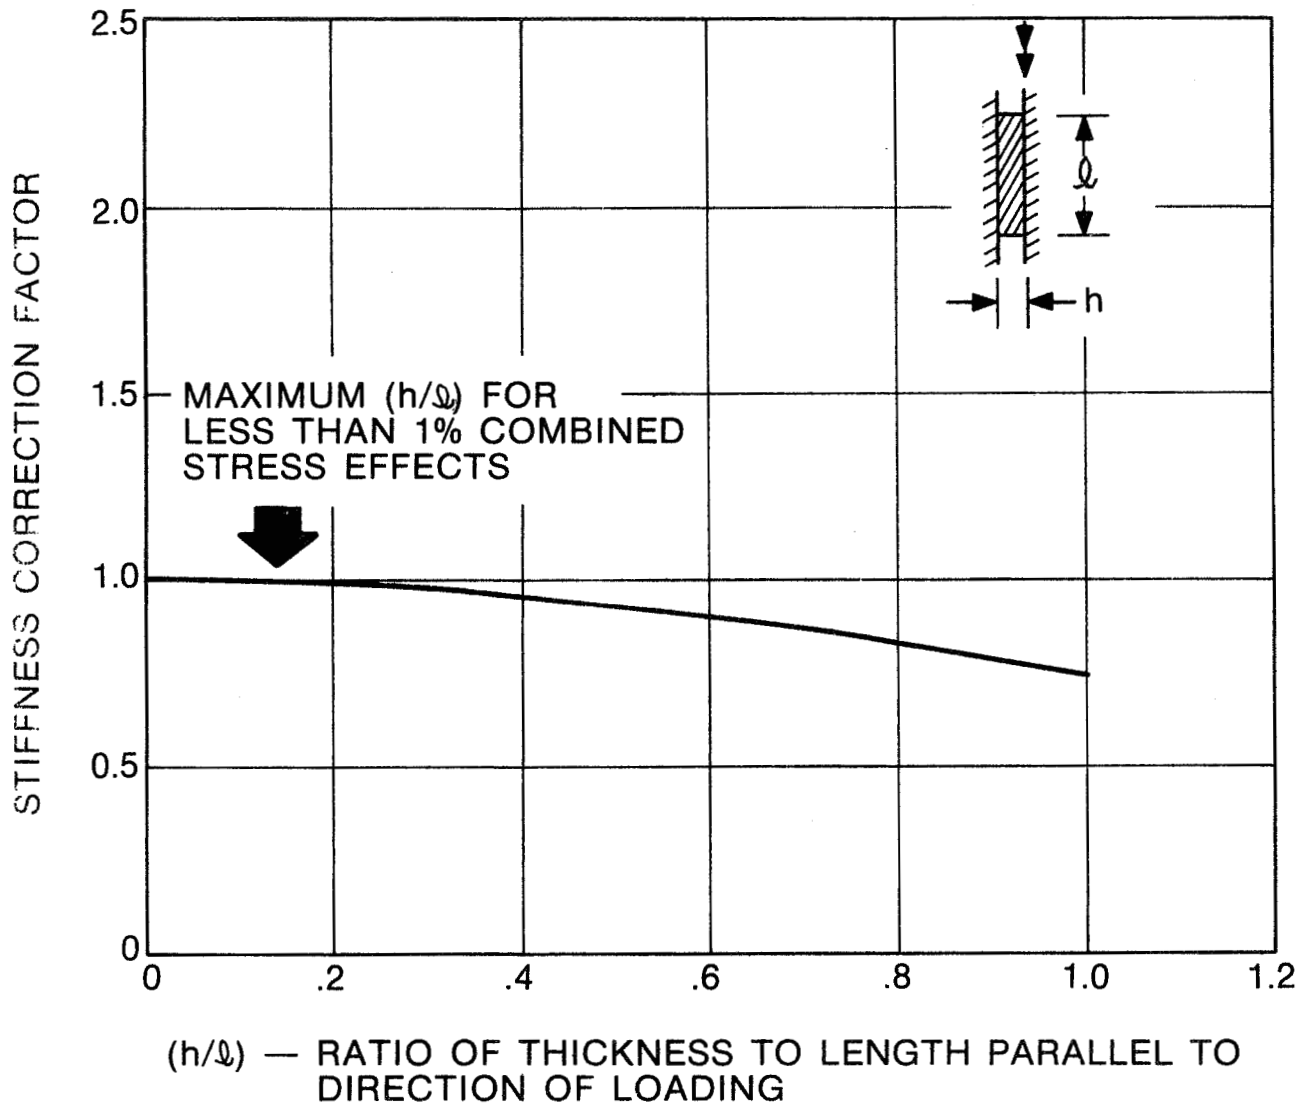 STIFFNESS CORRECTION FACTOR
2.5
2.0
1.5
1.0
0.5
0
ℓ
h
MAXIMUM (h/ℓ) FOR
LESS THAN 1% COMBINED
STRESS EFFECTS
0 .2 .4 .6 .8 1.0 1.2
(h/ℓ) — RATIO OF THICKNESS TO LENGTH PARALLEL TO
DIRECTION OF LOADING